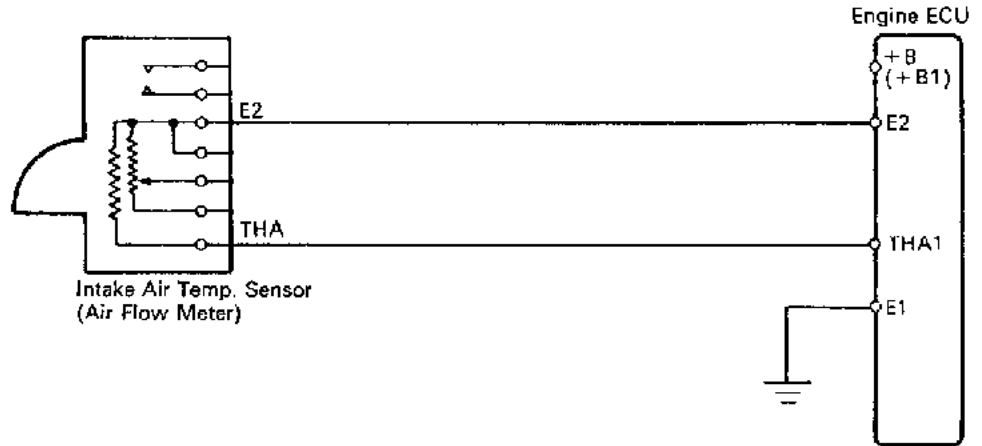 Engine ECU
+B
(+B1)
E2
E2
THA
THA1
E1
Intake Air Temp. Sensor
(Air Flow Meter)